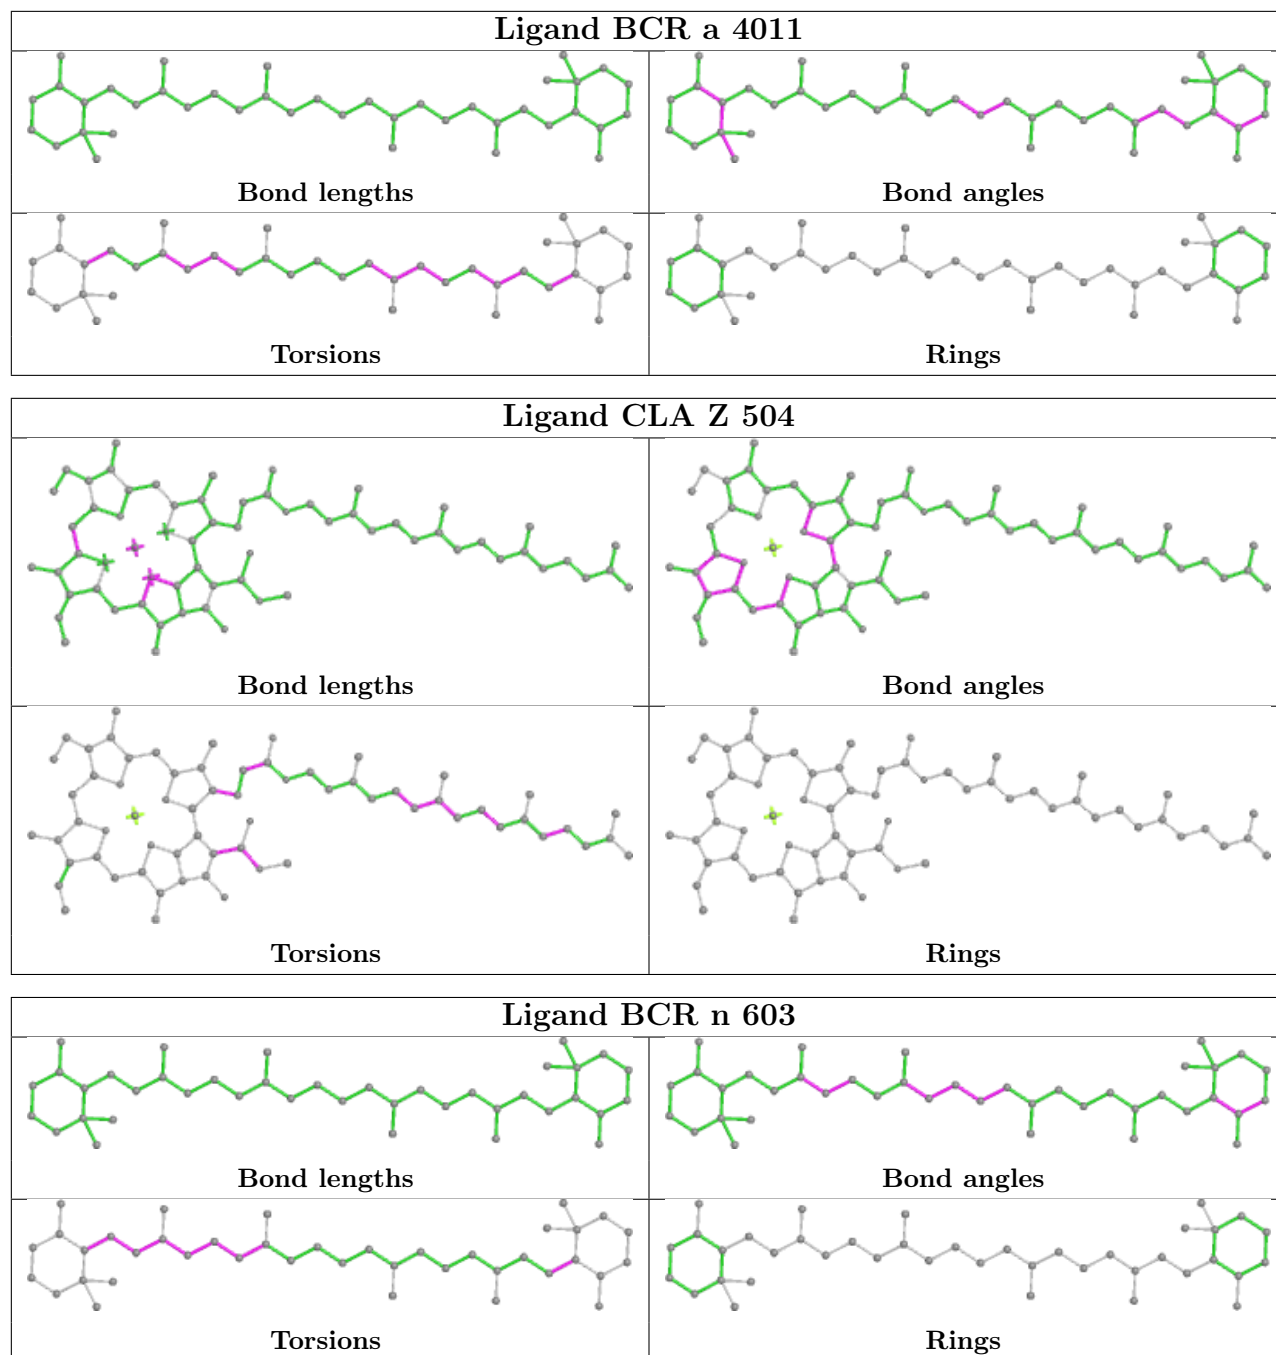 Ligand BCR a 4011
Bond lengths
Bond angles
Torsions
Rings
Ligand CLA Z 504
Bond lengths
Bond angles
Torsions
Rings
Ligand BCR n 603
Bond lengths
Bond angles
Torsions
Rings